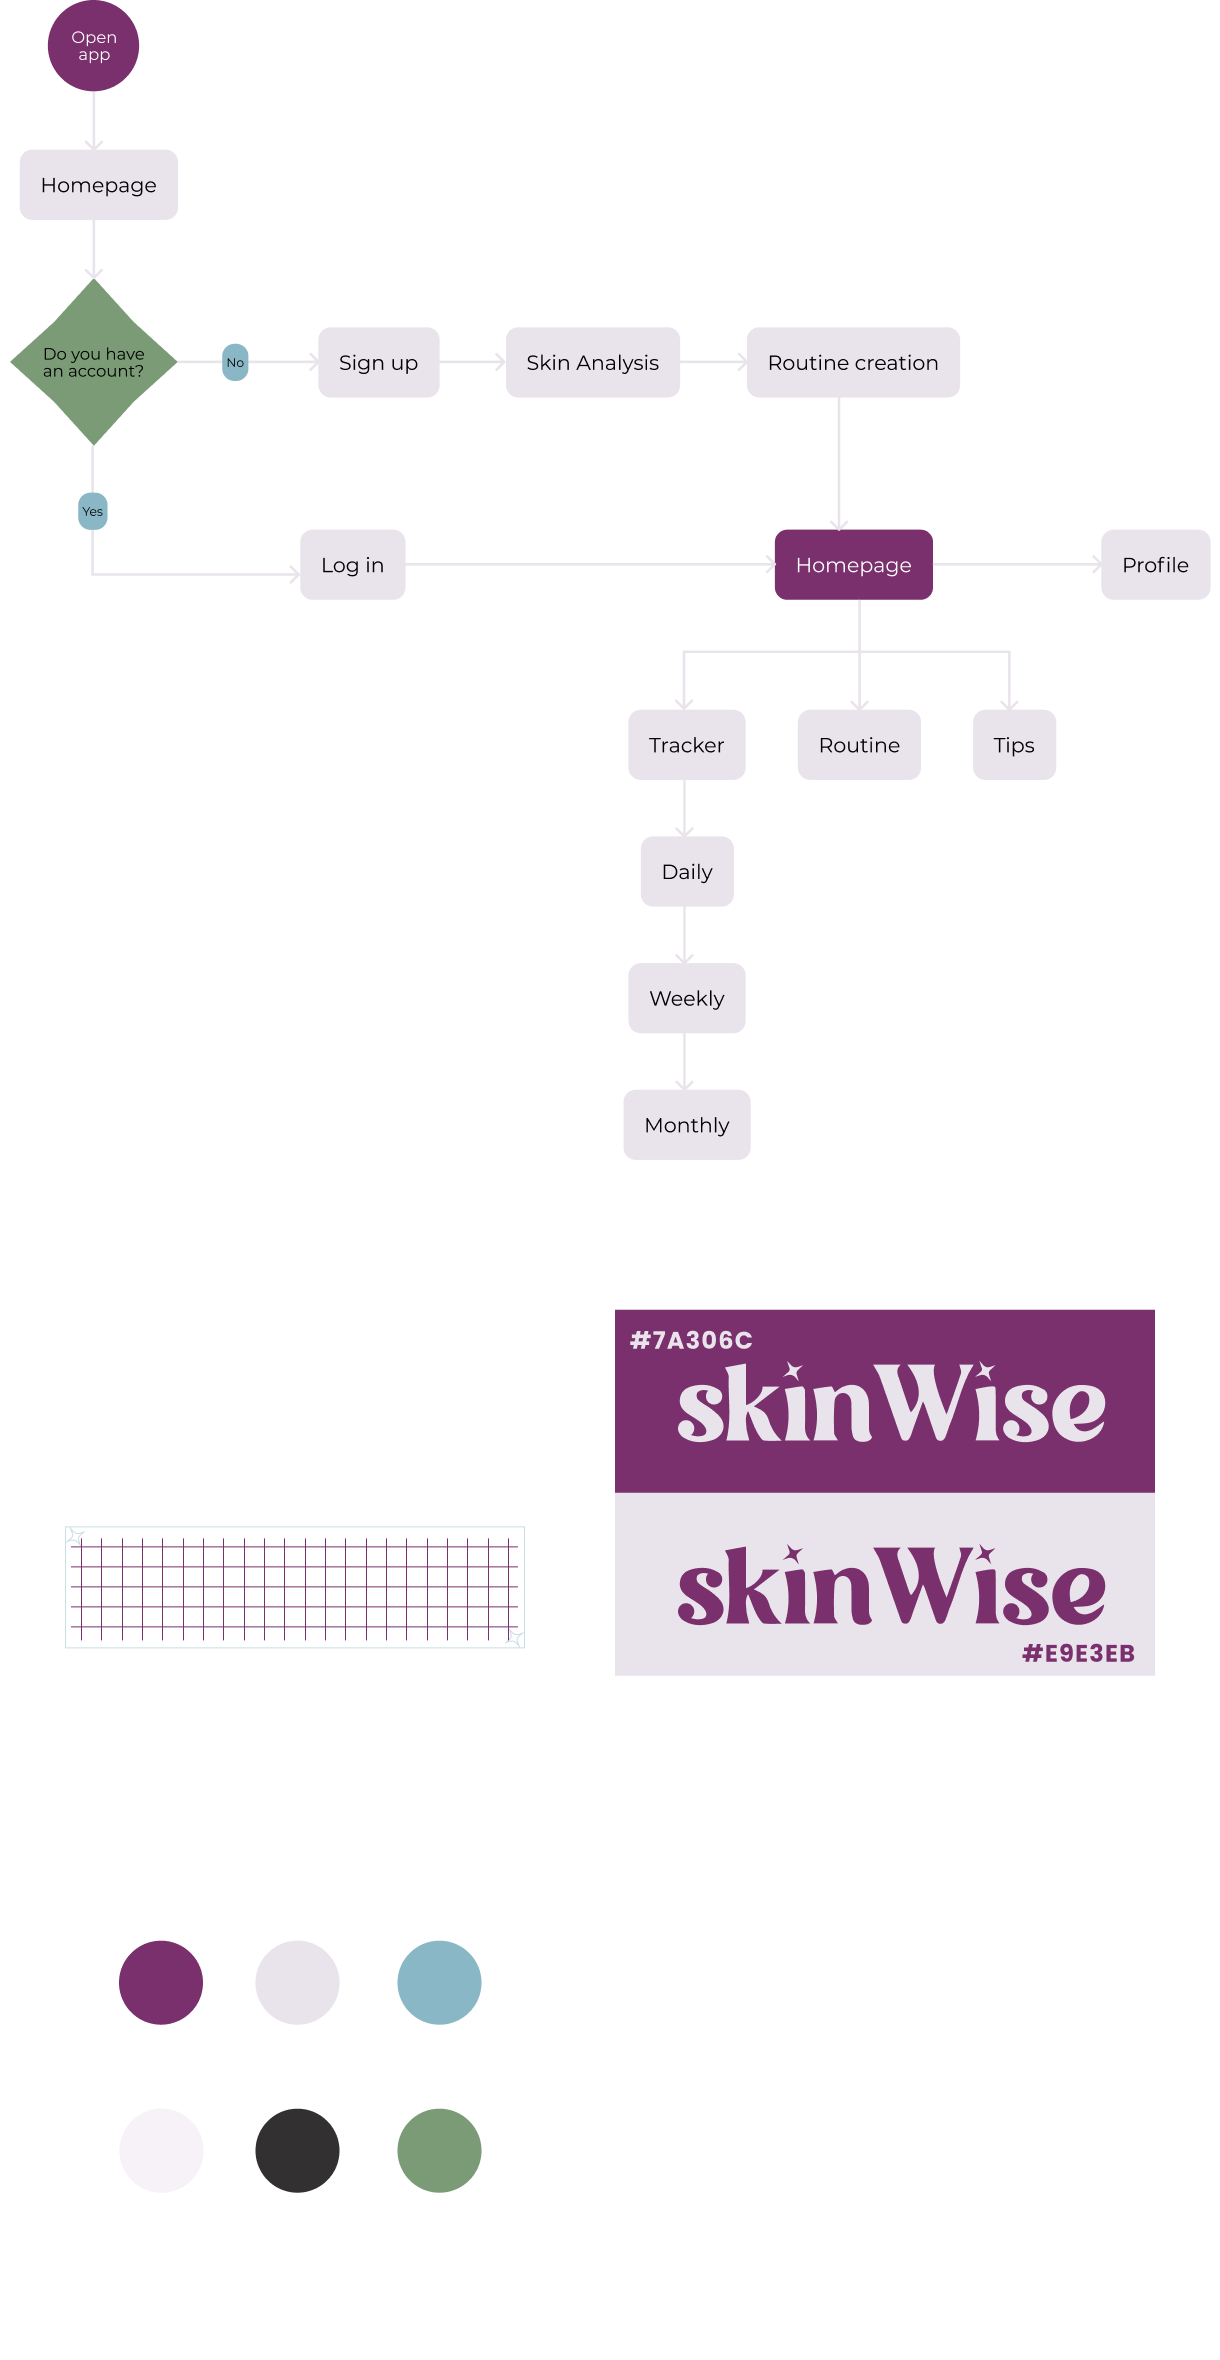 Open
app
Homepage
Do you have
an account?
No
Sign up
Skin Analysis
Routine creation
Yes
Log in
Homepage
Profile
Tracker
Routine
Tips
Daily
Weekly
Monthly
#7A306C
skinWise
skinWise
#E9E3EB